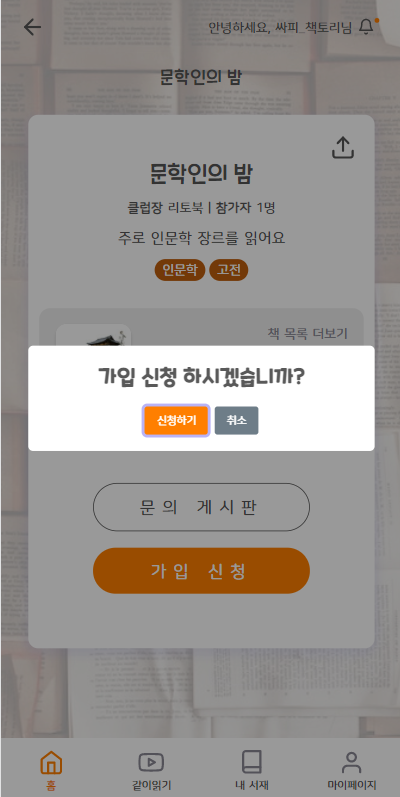 안녕하세요, 싸피_책토리님
문학인의 밤
문학인의 밤
클럽장 리토북 | 참가자 1명
주로 인문학 장르를 읽어요
인문학 고전
책 목록 더보기
가입 신청 하시겠습니까?
신청하기 취소
문의 게시판
가입 신청
홈 같이읽기 내 서재 마이페이지